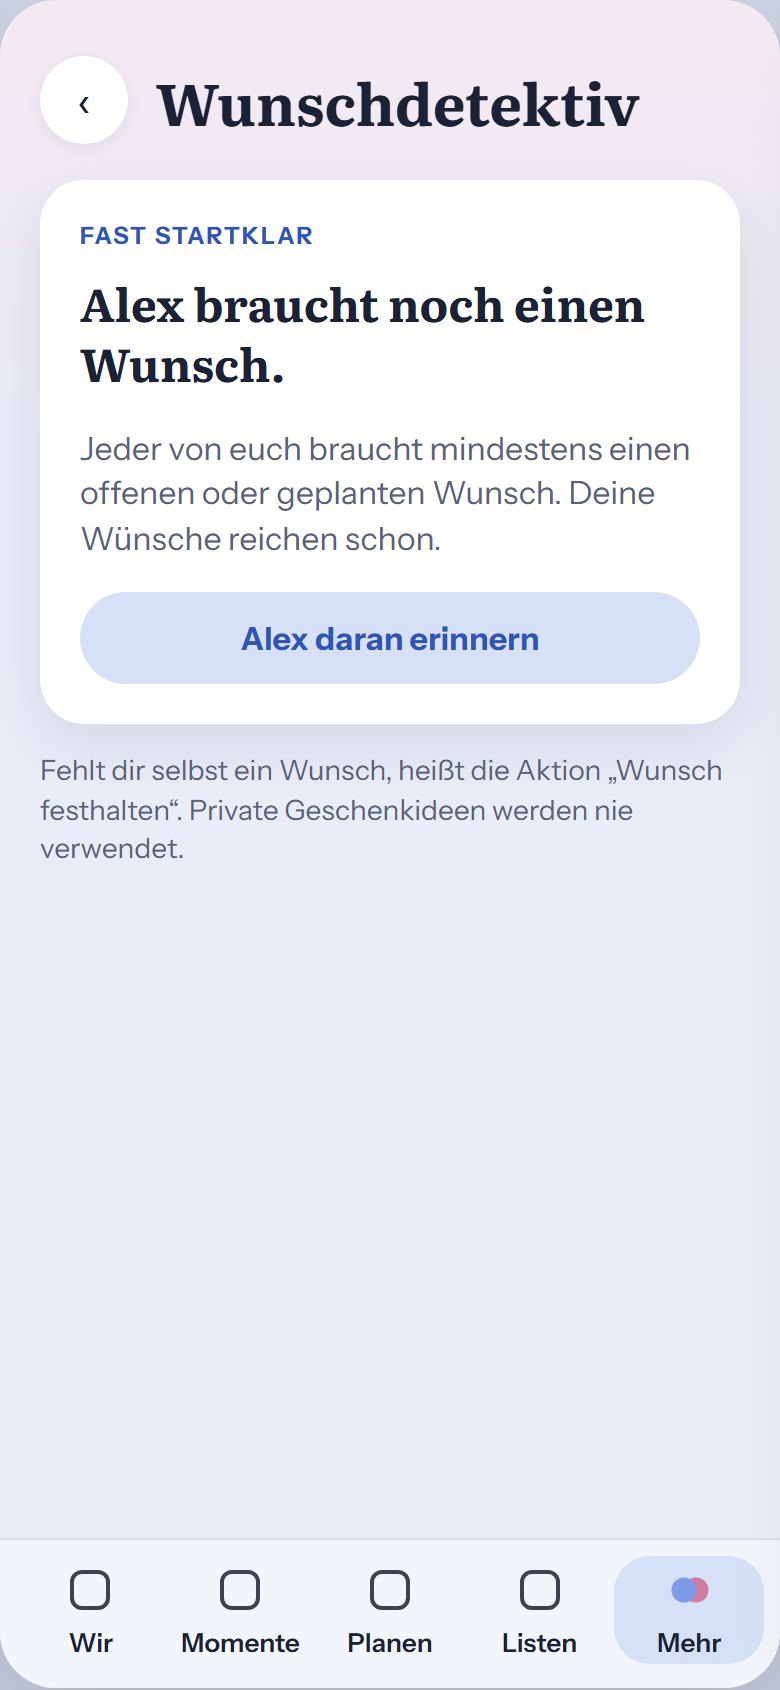 ‹
Wunschdetektiv
FAST STARTKLAR
Alex braucht noch einen
Wunsch.
Jeder von euch braucht mindestens einen
offenen oder geplanten Wunsch. Deine
Wünsche reichen schon.
Alex daran erinnern
Fehlt dir selbst ein Wunsch, heißt die Aktion „Wunsch
festhalten“. Private Geschenkideen werden nie
verwendet.
Wir
Momente
Planen
Listen
Mehr